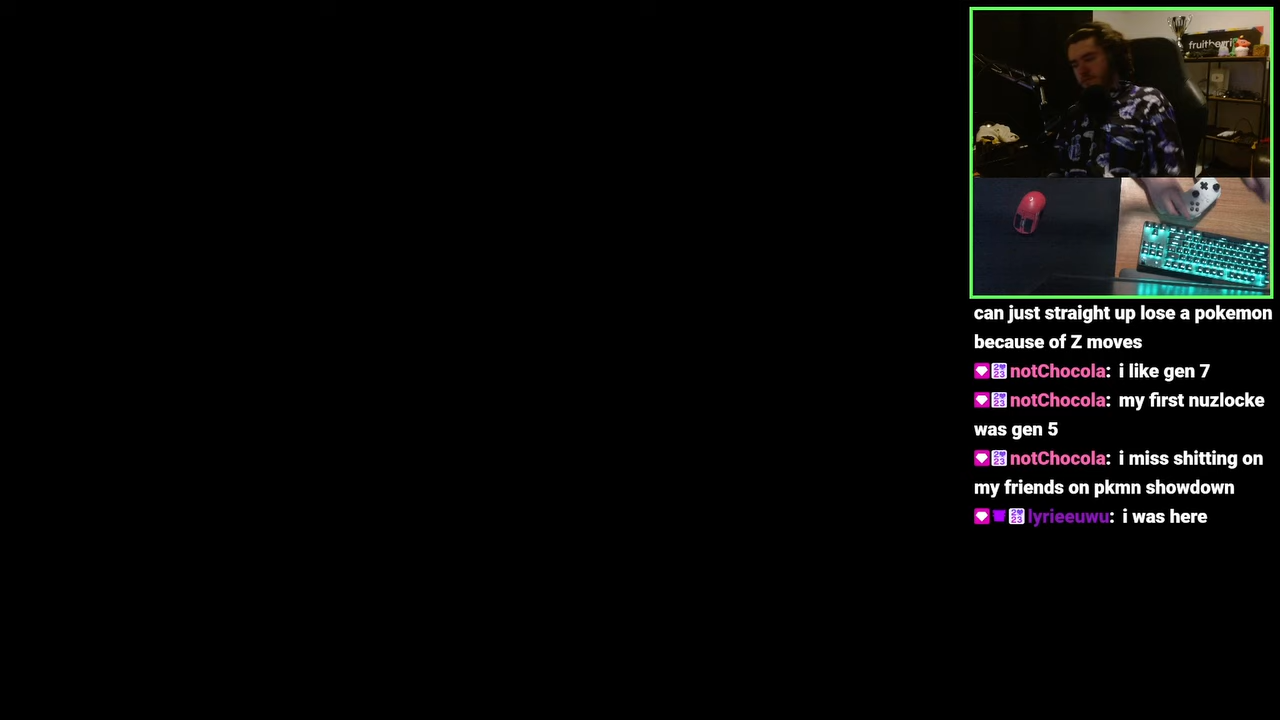 fruitberri
can just straight up lose a pokemon
because of Z moves
notChocola: i like gen 7
notChocola: my first nuzlocke
was gen 5
notChocola: i miss shitting on
my friends on pkmn showdown
lyrieeuwu: i was here